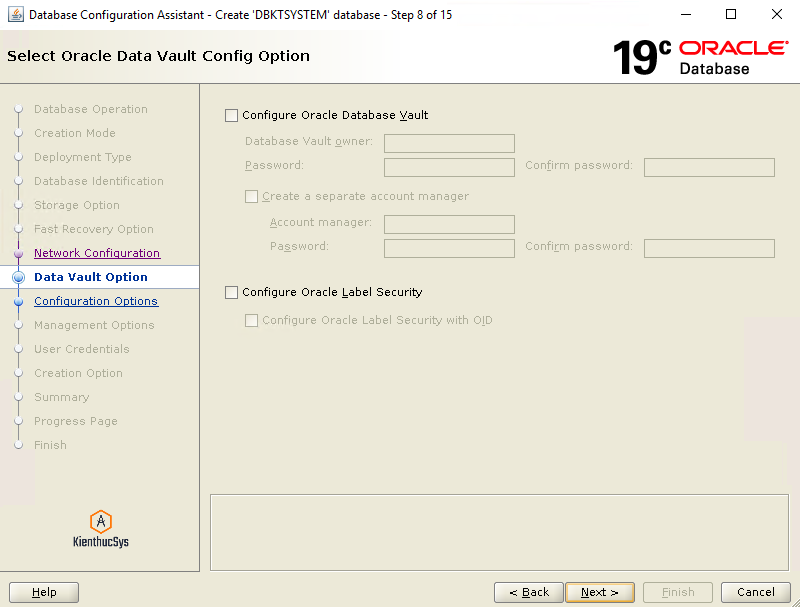 Database Configuration Assistant - Create 'DBKTSYSTEM' database - Step 8 of 15
Select Oracle Data Vault Config Option
19c ORACLE
Database
Database Operation
Creation Mode
Deployment Type
Database Identification
Storage Option
Fast Recovery Option
Network Configuration
Data Vault Option
Configuration Options
Management Options
User Credentials
Creation Option
Summary
Progress Page
Finish
KienthucSys
Configure Oracle Database Vault
Database Vault owner:
Password: Confirm password:
Create a separate account manager
Account manager:
Password: Confirm password:
Configure Oracle Label Security
Configure Oracle Label Security with OID
Help < Back Next > Finish Cancel